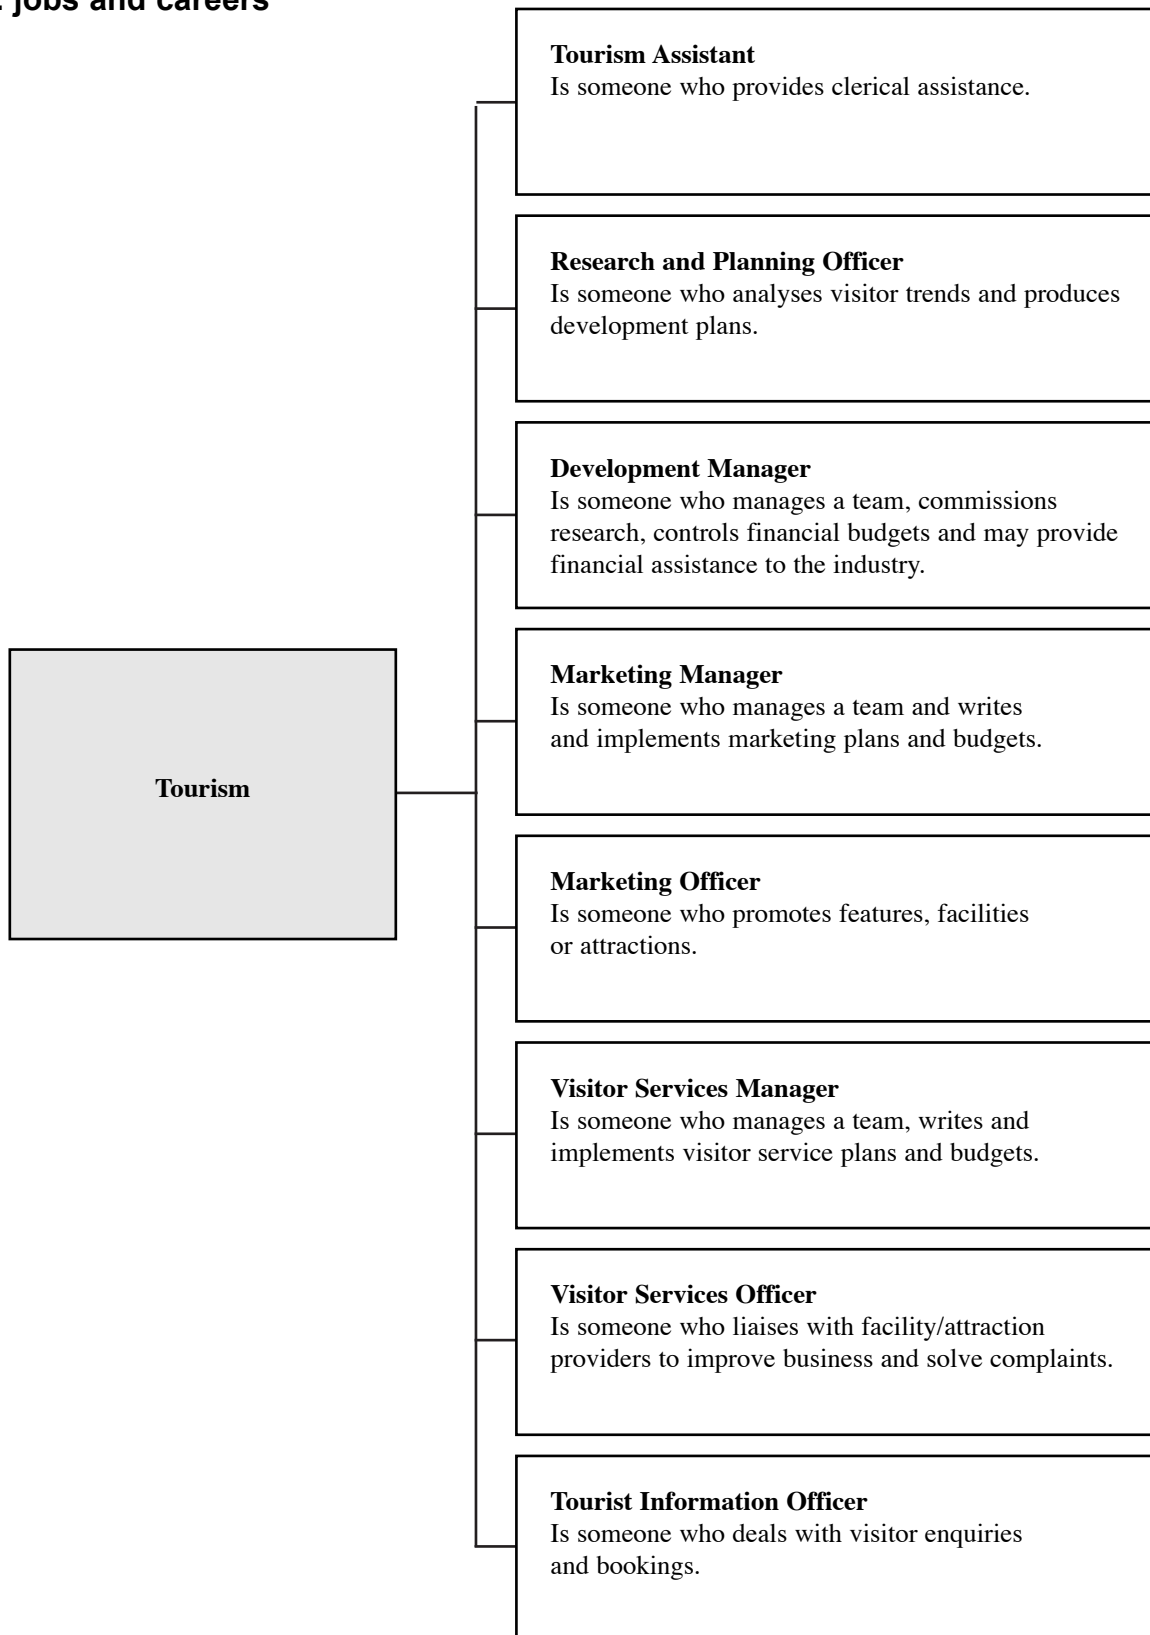 jobs and careers
Tourism Assistant
Is someone who provides clerical assistance.
Research and Planning Officer
Is someone who analyses visitor trends and produces
development plans.
Development Manager
Is someone who manages a team, commissions
research, controls financial budgets and may provide
financial assistance to the industry.
Marketing Manager
Is someone who manages a team and writes
and implements marketing plans and budgets.
Tourism
Marketing Officer
Is someone who promotes features, facilities
or attractions.
Visitor Services Manager
Is someone who manages a team, writes and
implements visitor service plans and budgets.
Visitor Services Officer
Is someone who liaises with facility/attraction
providers to improve business and solve complaints.
Tourist Information Officer
Is someone who deals with visitor enquiries
and bookings.